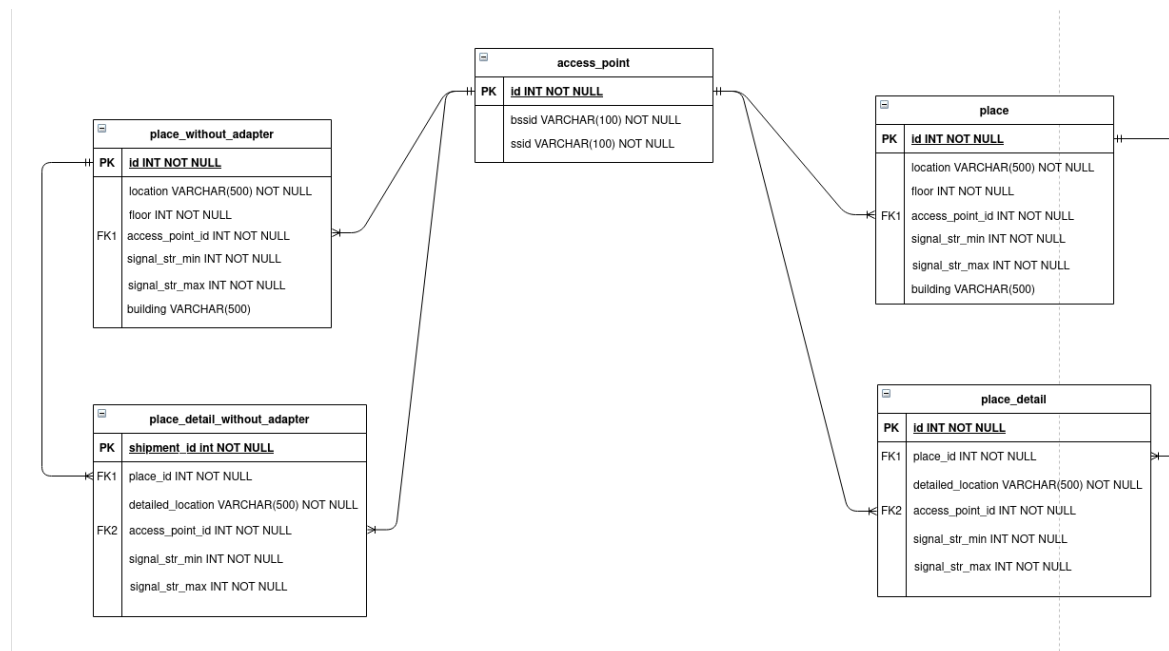 access_point
PK id INT NOT NULL
bssid VARCHAR(100) NOT NULL
ssid VARCHAR(100) NOT NULL
place_without_adapter
PK id INT NOT NULL
location VARCHAR(500) NOT NULL
floor INT NOT NULL
FK1 access_point_id INT NOT NULL
signal_str_min INT NOT NULL
signal_str_max INT NOT NULL
building VARCHAR(500)
place
PK id INT NOT NULL
location VARCHAR(500) NOT NULL
floor INT NOT NULL
FK1 access_point_id INT NOT NULL
signal_str_min INT NOT NULL
signal_str_max INT NOT NULL
building VARCHAR(500)
place_detail_without_adapter
PK shipment_id int NOT NULL
FK1 place_id INT NOT NULL
detailed_location VARCHAR(500) NOT NULL
FK2 access_point_id INT NOT NULL
signal_str_min INT NOT NULL
signal_str_max INT NOT NULL
place_detail
PK id INT NOT NULL
FK1 place_id INT NOT NULL
detailed_location VARCHAR(500) NOT NULL
FK2 access_point_id INT NOT NULL
signal_str_min INT NOT NULL
signal_str_max INT NOT NULL